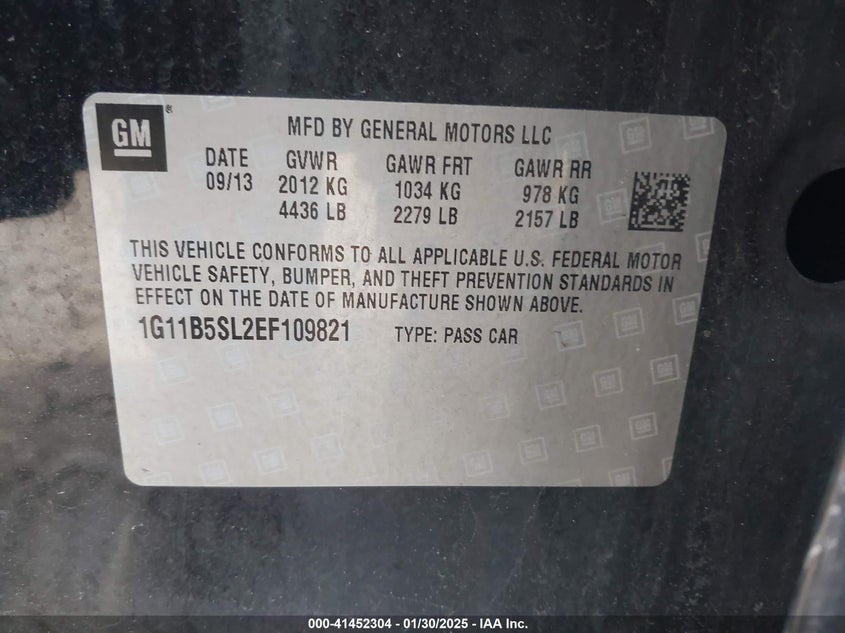 GM
MFD BY GENERAL MOTORS LLC
DATE GVWR GAWR FRT GAWR RR
09/13 2012 KG 1034 KG 978 KG
4436 LB 2279 LB 2157 LB
THIS VEHICLE CONFORMS TO ALL APPLICABLE U.S. FEDERAL MOTOR
VEHICLE SAFETY, BUMPER, AND THEFT PREVENTION STANDARDS IN
EFFECT ON THE DATE OF MANUFACTURE SHOWN ABOVE.
1G11B5SL2EF109821 TYPE: PASS CAR
000-41452304 - 01/30/2025 - IAA Inc.